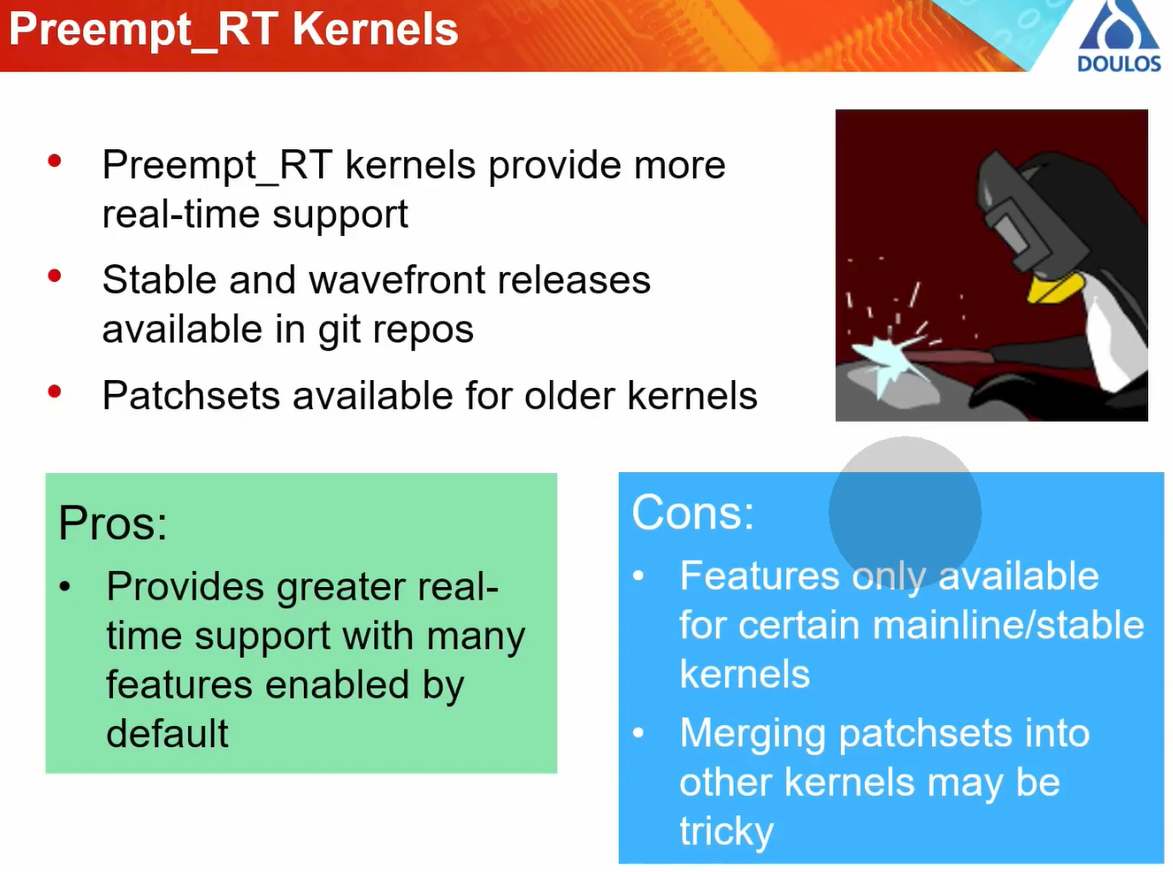 Preempt_RT Kernels
DOULOS
• Preempt_RT kernels provide more
real-time support
• Stable and wavefront releases
available in git repos
• Patchsets available for older kernels
Pros:
• Provides greater real-
time support with many
features enabled by
default
Cons:
• Features only available
for certain mainline/stable
kernels
• Merging patchsets into
other kernels may be
tricky